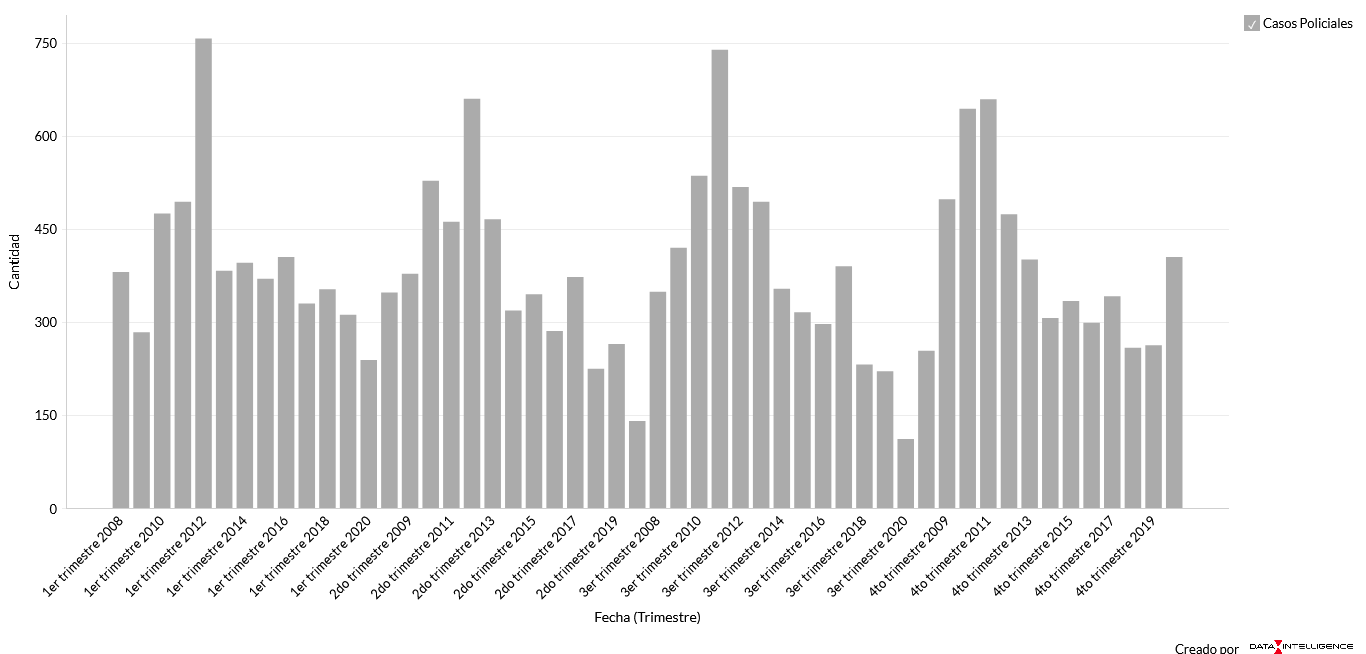 Casos Policiales
750
600
450
300
150
0
Cantidad
1er trimestre 2008
1er trimestre 2010
1er trimestre 2012
1er trimestre 2014
1er trimestre 2016
1er trimestre 2018
1er trimestre 2020
2do trimestre 2009
2do trimestre 2011
2do trimestre 2013
2do trimestre 2015
2do trimestre 2017
2do trimestre 2019
3er trimestre 2008
3er trimestre 2010
3er trimestre 2012
3er trimestre 2014
3er trimestre 2016
3er trimestre 2018
3er trimestre 2020
4to trimestre 2009
4to trimestre 2011
4to trimestre 2013
4to trimestre 2015
4to trimestre 2017
4to trimestre 2019
Fecha (Trimestre)
Creado por DATA INTELLIGENCE